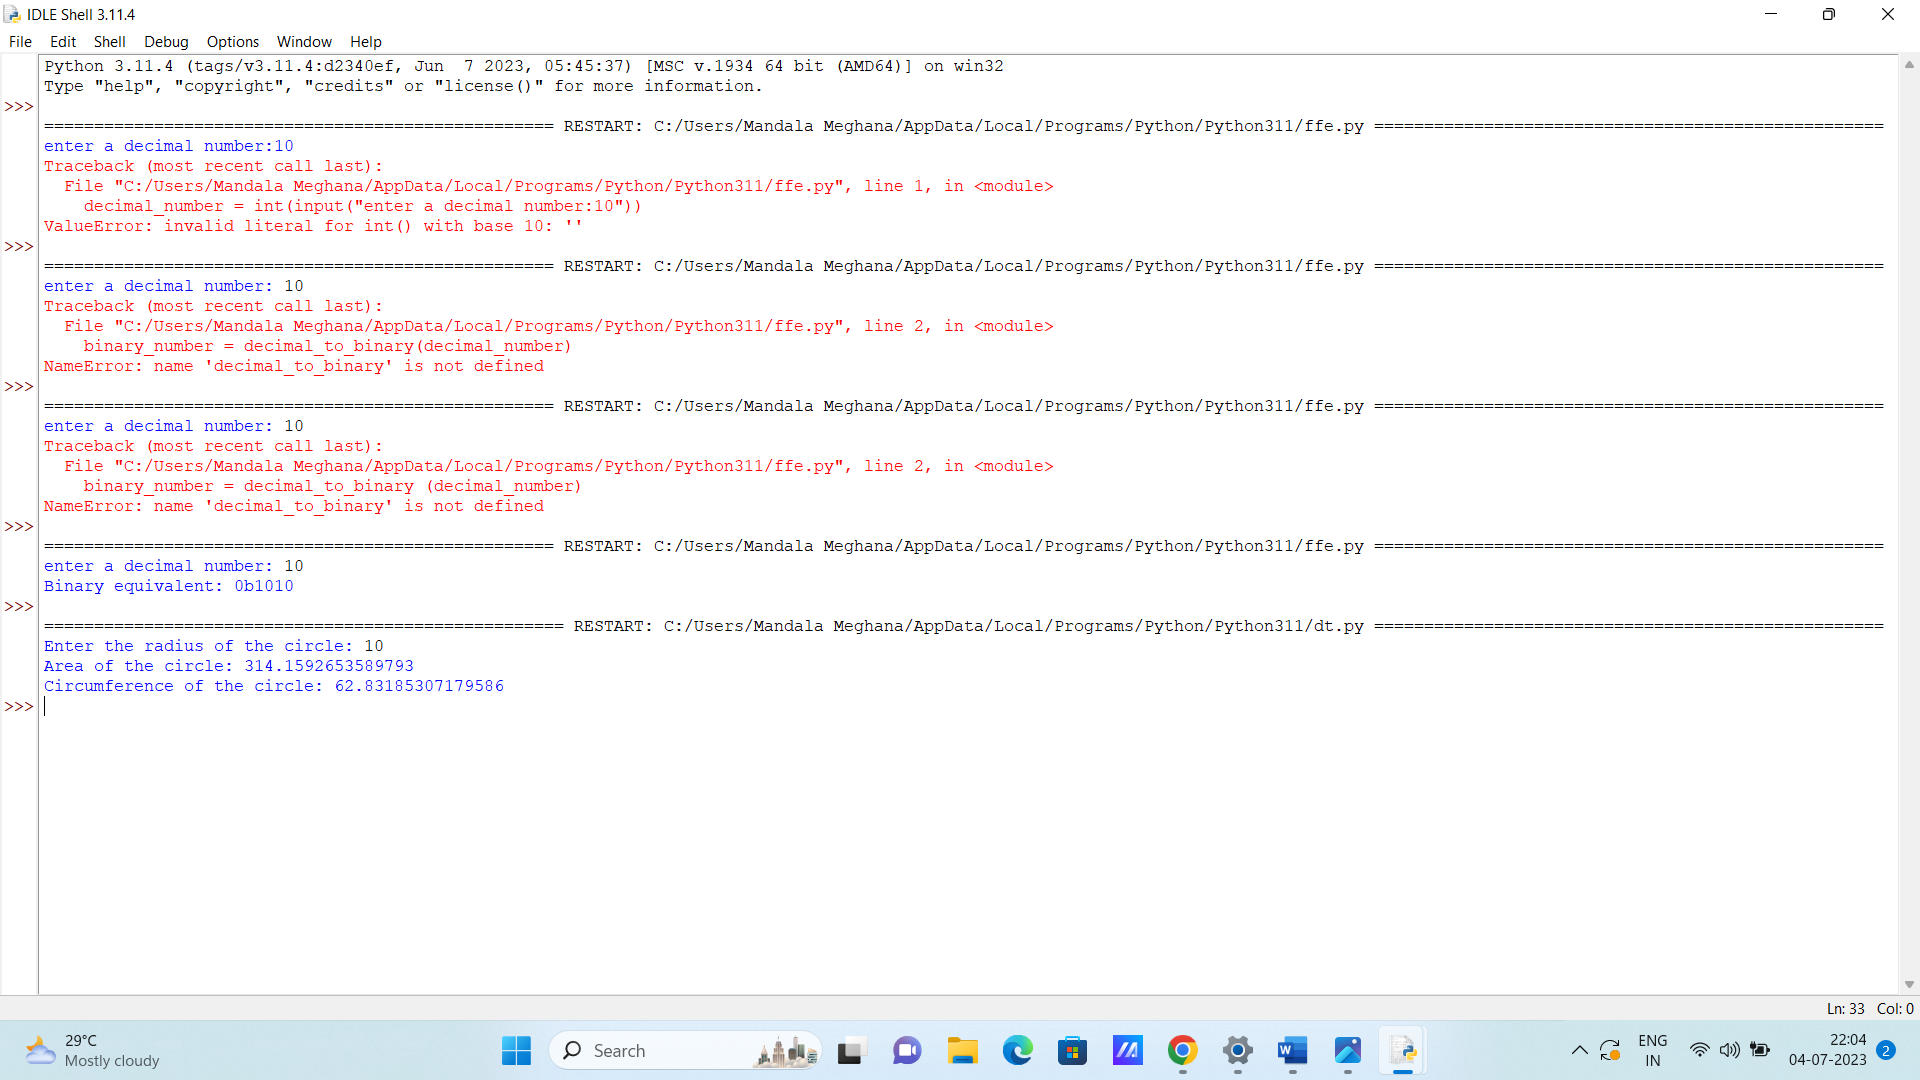 IDLE Shell 3.11.4
File Edit Shell Debug Options Window Help
Python 3.11.4 (tags/v3.11.4:d2340ef, Jun  7 2023, 05:45:37) [MSC v.1934 64 bit (AMD64)] on win32
Type "help", "copyright", "credits" or "license()" for more information.
>>>
=================================================== RESTART: C:/Users/Mandala Meghana/AppData/Local/Programs/Python/Python311/ffe.py ===================================================
enter a decimal number:10
Traceback (most recent call last):
  File "C:/Users/Mandala Meghana/AppData/Local/Programs/Python/Python311/ffe.py", line 1, in <module>
    decimal_number = int(input("enter a decimal number:10"))
ValueError: invalid literal for int() with base 10: ''
>>>
=================================================== RESTART: C:/Users/Mandala Meghana/AppData/Local/Programs/Python/Python311/ffe.py ===================================================
enter a decimal number: 10
Traceback (most recent call last):
  File "C:/Users/Mandala Meghana/AppData/Local/Programs/Python/Python311/ffe.py", line 2, in <module>
    binary_number = decimal_to_binary(decimal_number)
NameError: name 'decimal_to_binary' is not defined
>>>
=================================================== RESTART: C:/Users/Mandala Meghana/AppData/Local/Programs/Python/Python311/ffe.py ===================================================
enter a decimal number: 10
Traceback (most recent call last):
  File "C:/Users/Mandala Meghana/AppData/Local/Programs/Python/Python311/ffe.py", line 2, in <module>
    binary_number = decimal_to_binary (decimal_number)
NameError: name 'decimal_to_binary' is not defined
>>>
=================================================== RESTART: C:/Users/Mandala Meghana/AppData/Local/Programs/Python/Python311/ffe.py ===================================================
enter a decimal number: 10
Binary equivalent: 0b1010
>>>
==================================================== RESTART: C:/Users/Mandala Meghana/AppData/Local/Programs/Python/Python311/dt.py ===================================================
Enter the radius of the circle: 10
Area of the circle: 314.1592653589793
Circumference of the circle: 62.83185307179586
>>>
Ln: 33 Col: 0
29°C
Mostly cloudy
Search
W
ENG
IN
22:04
04-07-2023
2